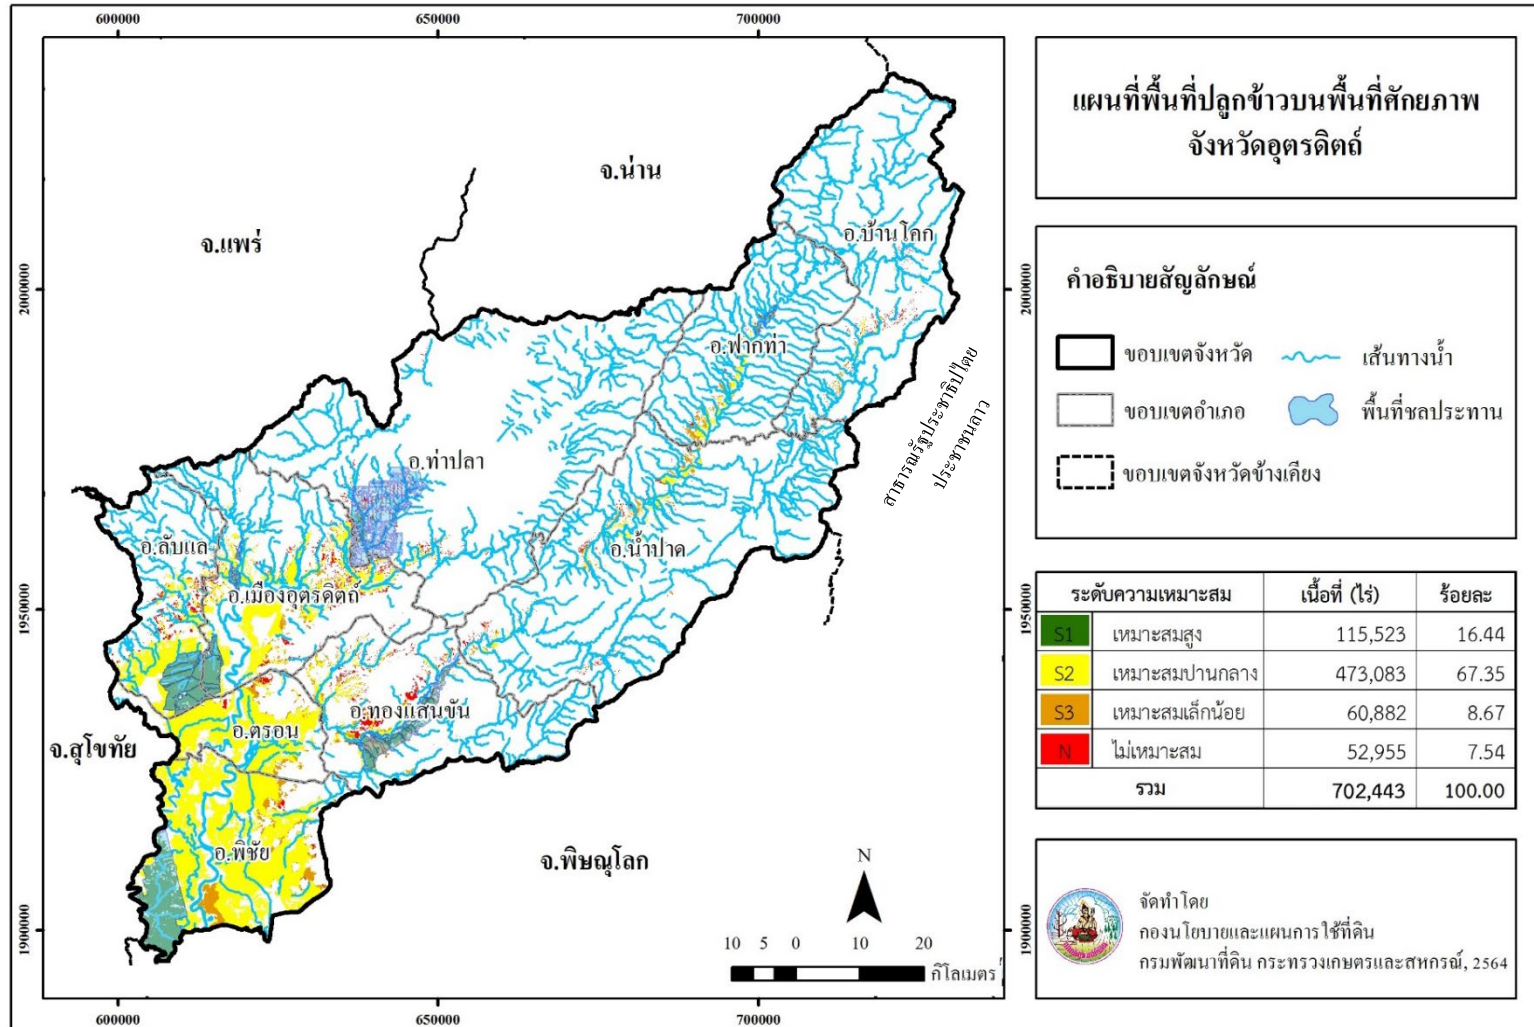 600000
650000
700000
2000000
1950000
1900000
2000000
1950000
1900000
จ.น่าน
จ.แพร่
อ.บ้านโคก
อ.ฟากท่า
สาธารณรัฐประชาธิปไตย
ประชาชนลาว
อ.ท่าปลา
อ.ลับแล
อ.น้ำปาด
อ.เมืองอุตรดิตถ์
อ.ทองแสนขัน
อ.ตรอน
จ.สุโขทัย
อ.พิชัย
จ.พิษณุโลก
N
10 5 0 10 20
กิโลเมตร
600000
650000
700000
แผนที่พื้นที่ปลูกข้าวบนพื้นที่ศักยภาพ
จังหวัดอุตรดิตถ์
คำอธิบายสัญลักษณ์
ขอบเขตจังหวัด
เส้นทางน้ำ
ขอบเขตอำเภอ
พื้นที่ชลประทาน
ขอบเขตจังหวัดข้างเคียง
ระดับความเหมาะสม เนื้อที่ (ไร่) ร้อยละ
S1 เหมาะสมสูง 115,523 16.44
S2 เหมาะสมปานกลาง 473,083 67.35
S3 เหมาะสมเล็กน้อย 60,882 8.67
N ไม่เหมาะสม 52,955 7.54
รวม 702,443 100.00
จัดทำโดย
กองนโยบายและแผนการใช้ที่ดิน
กรมพัฒนาที่ดิน กระทรวงเกษตรและสหกรณ์, 2564